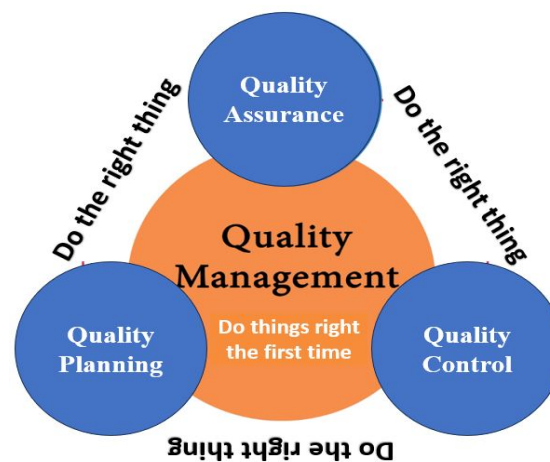 Quality
Assurance
Do the right thing
Do the right thing
Quality
Management
Do things right
the first time
Quality
Planning
Quality
Control
Do the right thing